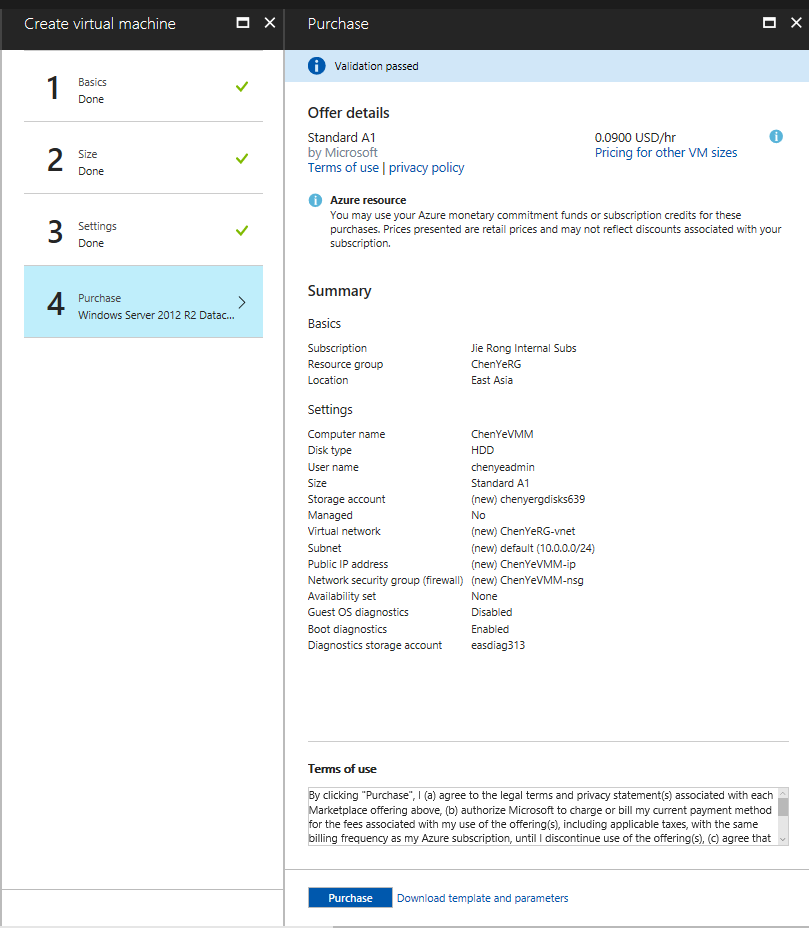 Create virtual machine
1 Basics
Done
2 Size
Done
3 Settings
Done
4 Purchase
Windows Server 2012 R2 Datac...
Purchase
Validation passed
Offer details
Standard A1 0.0900 USD/hr
by Microsoft Pricing for other VM sizes
Terms of use | privacy policy
Azure resource
You may use your Azure monetary commitment funds or subscription credits for these
purchases. Prices presented are retail prices and may not reflect discounts associated with your
subscription.
Summary
Basics
Subscription Jie Rong Internal Subs
Resource group ChenYeRG
Location East Asia
Settings
Computer name ChenYeVMM
Disk type HDD
User name chenyeadmin
Size Standard A1
Storage account (new) chenyergdisks639
Managed No
Virtual network (new) ChenYeRG-vnet
Subnet (new) default (10.0.0.0/24)
Public IP address (new) ChenYeVMM-ip
Network security group (firewall) (new) ChenYeVMM-nsg
Availability set None
Guest OS diagnostics Disabled
Boot diagnostics Enabled
Diagnostics storage account easdiag313
Terms of use
By clicking "Purchase", I (a) agree to the legal terms and privacy statement(s) associated with each
Marketplace offering above, (b) authorize Microsoft to charge or bill my current payment method
for the fees associated with my use of the offering(s), including applicable taxes, with the same
billing frequency as my Azure subscription, until I discontinue use of the offering(s), (c) agree that
Purchase Download template and parameters